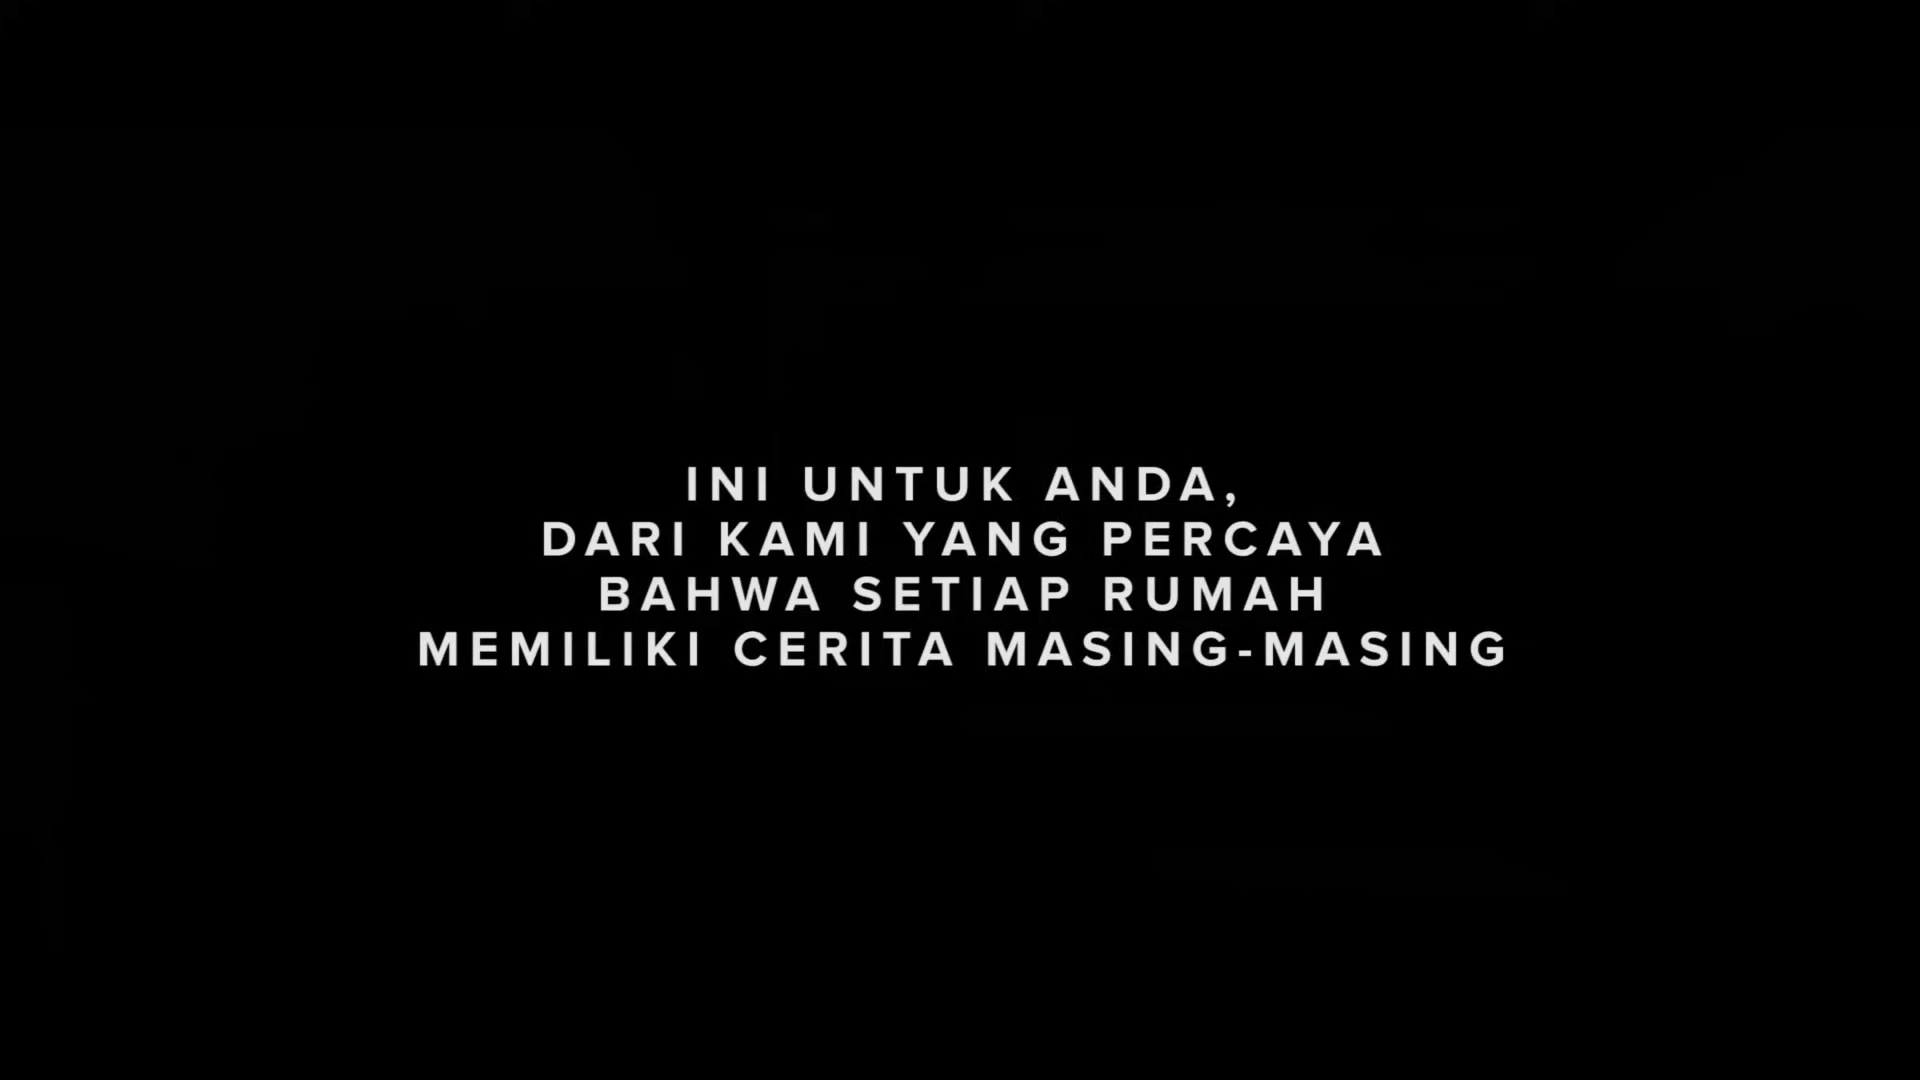 INI UNTUK ANDA,
DARI KAMI YANG PERCAYA
BAHWA SETIAP RUMAH
MEMILIKI CERITA MASING-MASING